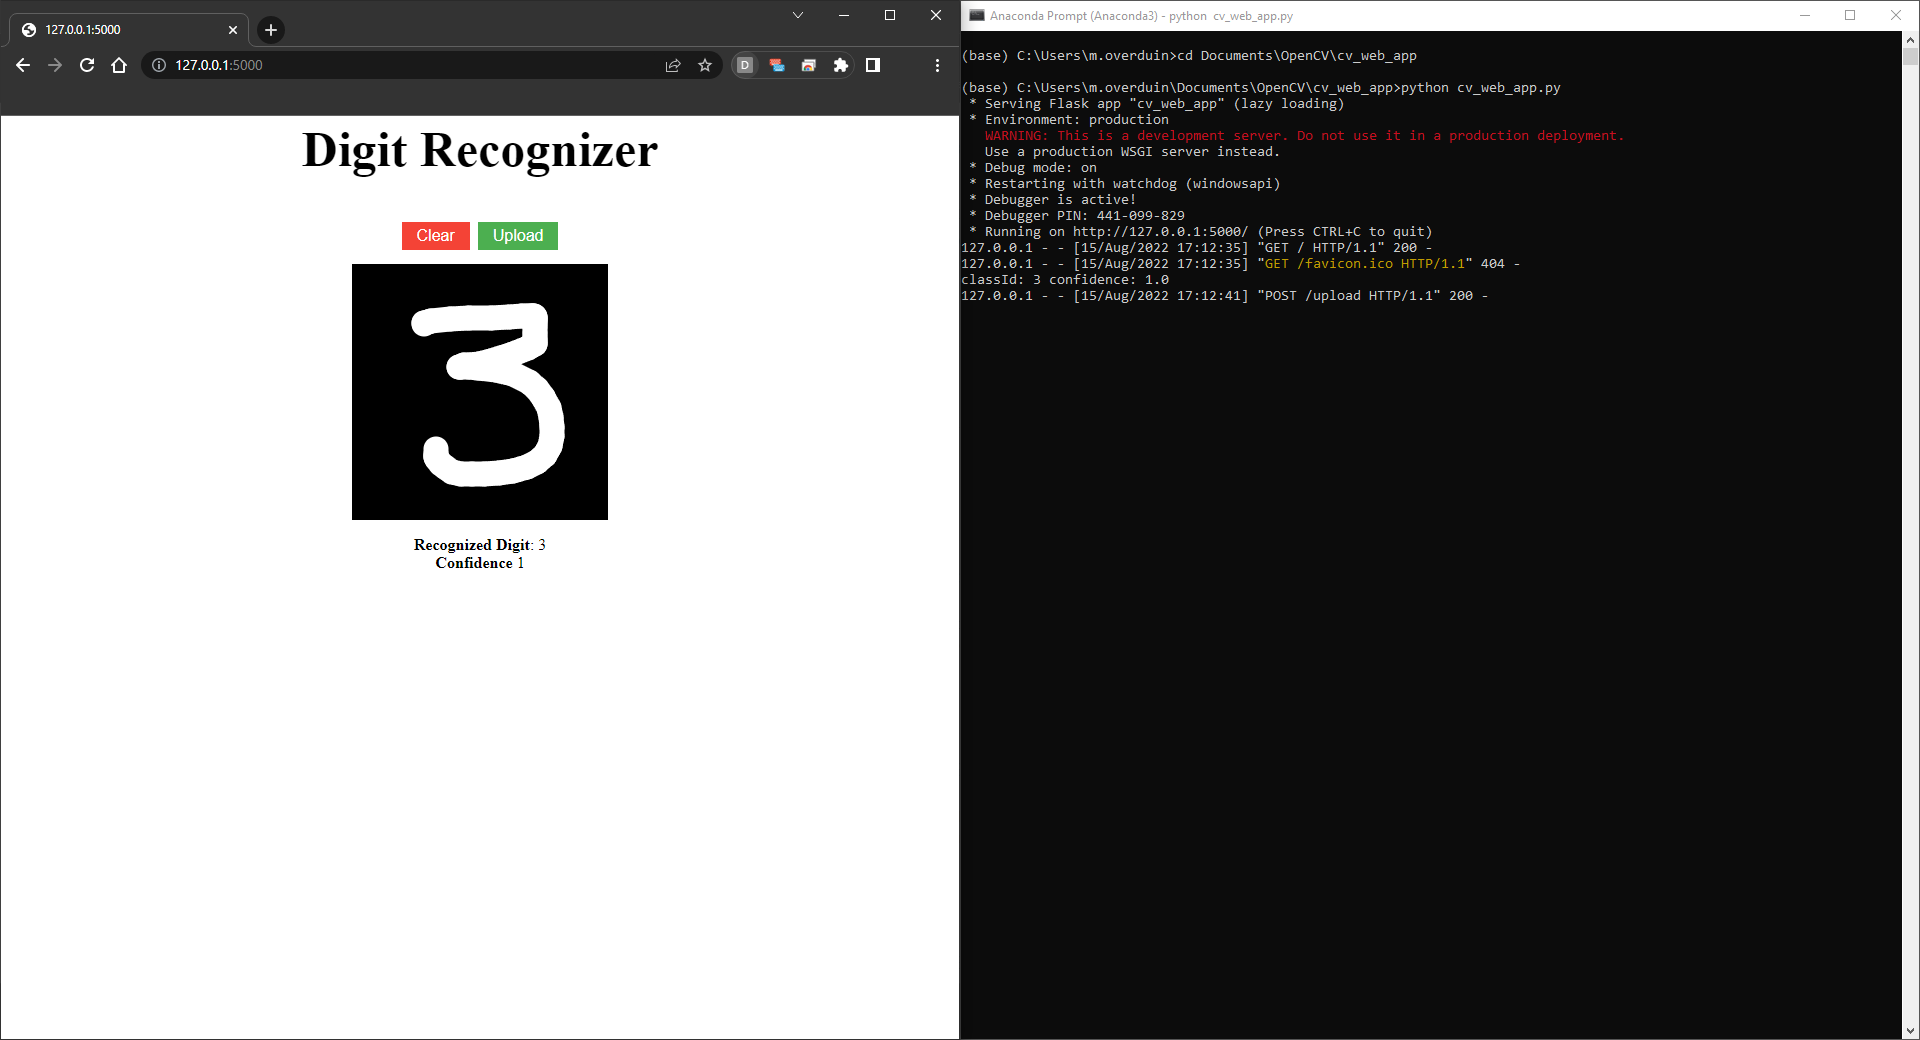 127.0.0.1:5000
127.0.0.1:5000
D
Digit Recognizer
Clear Upload
3
Recognized Digit: 3
Confidence 1
Anaconda Prompt (Anaconda3) - python cv_web_app.py
(base) C:\Users\m.overduin>cd Documents\OpenCV\cv_web_app
(base) C:\Users\m.overduin\Documents\OpenCV\cv_web_app>python cv_web_app.py
 * Serving Flask app "cv_web_app" (lazy loading)
 * Environment: production
   WARNING: This is a development server. Do not use it in a production deployment.
   Use a production WSGI server instead.
 * Debug mode: on
 * Restarting with watchdog (windowsapi)
 * Debugger is active!
 * Debugger PIN: 441-099-829
 * Running on http://127.0.0.1:5000/ (Press CTRL+C to quit)
127.0.0.1 - - [15/Aug/2022 17:12:35] "GET / HTTP/1.1" 200 -
127.0.0.1 - - [15/Aug/2022 17:12:35] "GET /favicon.ico HTTP/1.1" 404 -
classId: 3 confidence: 1.0
127.0.0.1 - - [15/Aug/2022 17:12:41] "POST /upload HTTP/1.1" 200 -